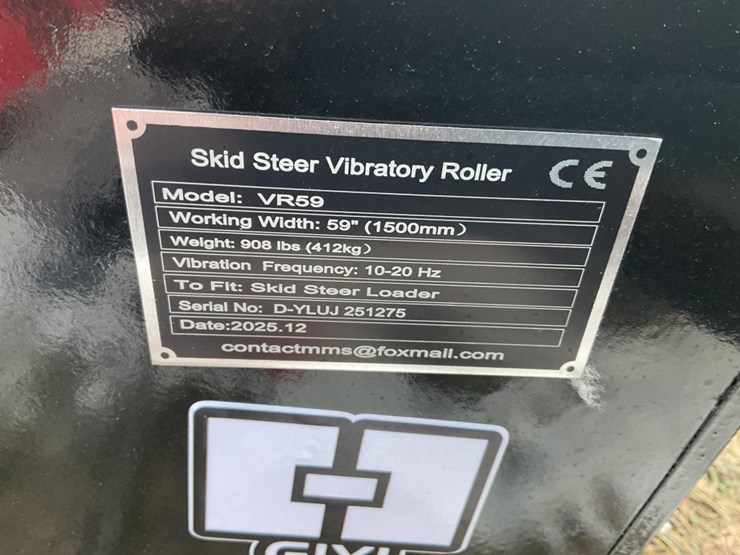 Skid Steer Vibratory Roller CE
Model: VR59
Working Width: 59" (1500mm)
Weight: 908 lbs (412kg)
Vibration Frequency: 10-20 Hz
To Fit: Skid Steer Loader
Serial No: D-YLUJ 251275
Date:2025.12
contactmms@foxmail.com